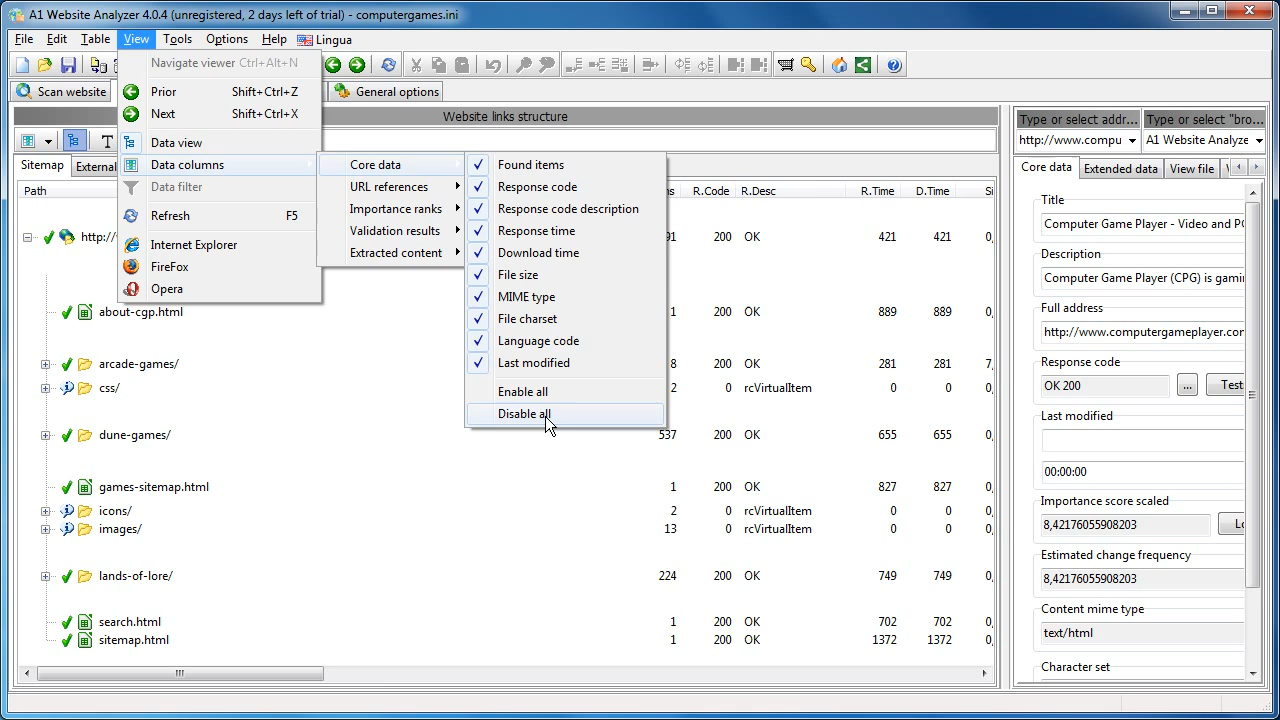 A1 Website Analyzer 4.0.4 (unregistered, 2 days left of trial) - computergames.ini
File Edit Table View Tools Options Help Lingua
Scan website
General options
Navigate viewer Ctrl+Alt+N
Prior Shift+Ctrl+Z
Next Shift+Ctrl+X
Data view
Data columns
Data filter
Refresh F5
Internet Explorer
FireFox
Opera
Core data
URL references
Importance ranks
Validation results
Extracted content
Found items
Response code
Response code description
Response time
Download time
File size
MIME type
File charset
Language code
Last modified
Enable all
Disable all
Website links structure
Sitemap External
Path R.Code R.Desc R.Time D.Time Si
http:// 91 200 OK 421 421 0,
about-cgp.html 1 200 OK 889 889 0,
arcade-games/ 8 200 OK 281 281 7,
css/ 2 0 rcVirtualItem 0 0 0,
dune-games/ 537 200 OK 655 655 0,
games-sitemap.html 1 200 OK 827 827 0,
icons/ 2 0 rcVirtualItem 0 0 0,
images/ 13 0 rcVirtualItem 0 0 0,
lands-of-lore/ 224 200 OK 749 749 0,
search.html 1 200 OK 702 702 0,
sitemap.html 1 200 OK 1372 1372 0,
Type or select addr... Type or select "bro...
http://www.compu A1 Website Analyze
Core data Extended data View file
Title
Computer Game Player - Video and PC
Description
Computer Game Player (CPG) is gamin
Full address
http://www.computergameplayer.com
Response code
OK 200 ... Test
Last modified
00:00:00
Importance score scaled
8,42176055908203
Estimated change frequency
8,42176055908203
Content mime type
text/html
Character set